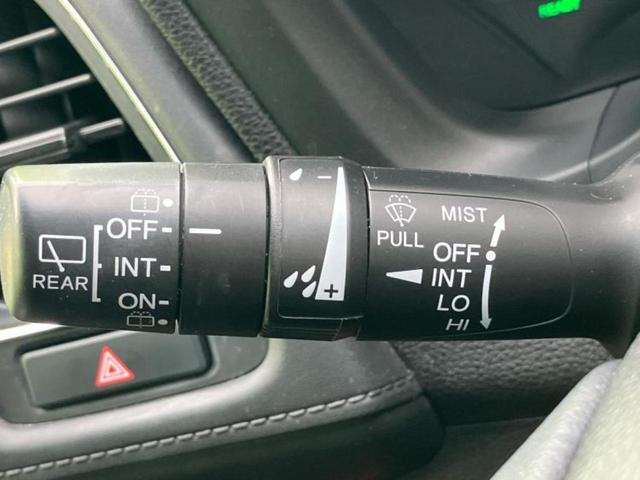 READY
OFF
REAR
INT
ON
-
+
PULL
MIST
OFF
INT
LO
HI